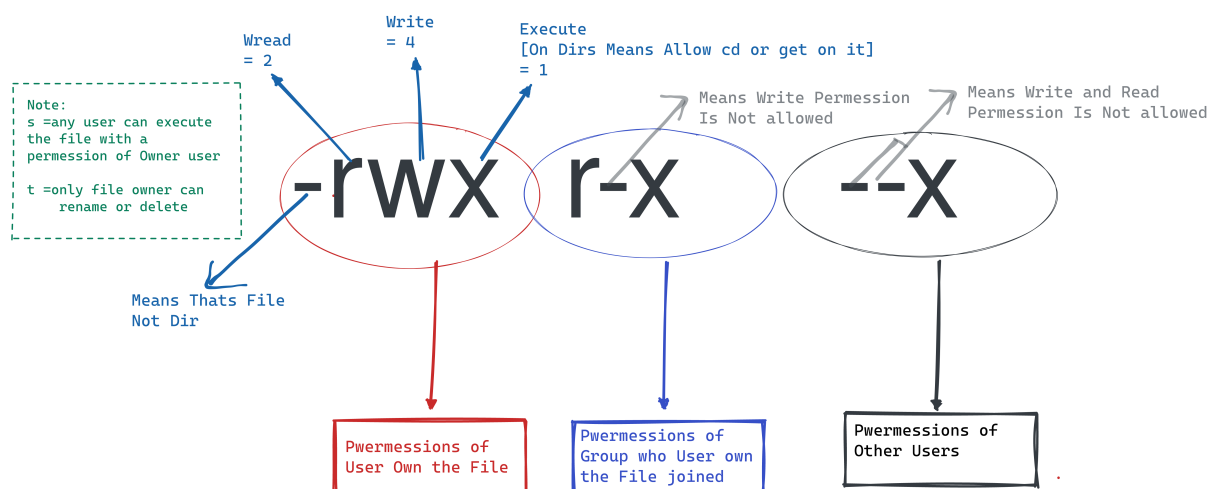 Write
= 4
Execute
[On Dirs Means Allow cd or get on it]
= 1
Wread
= 2
Note:
s =any user can execute
the file with a
permession of Owner user
t =only file owner can
rename or delete
Means Write Permession
Is Not allowed
Means Write and Read
Permession Is Not allowed
-rwx r-x --x
Means Thats File
Not Dir
Pwermessions of
User Own the File
Pwermessions of
Group who User own
the File joined
Pwermessions of
Other Users